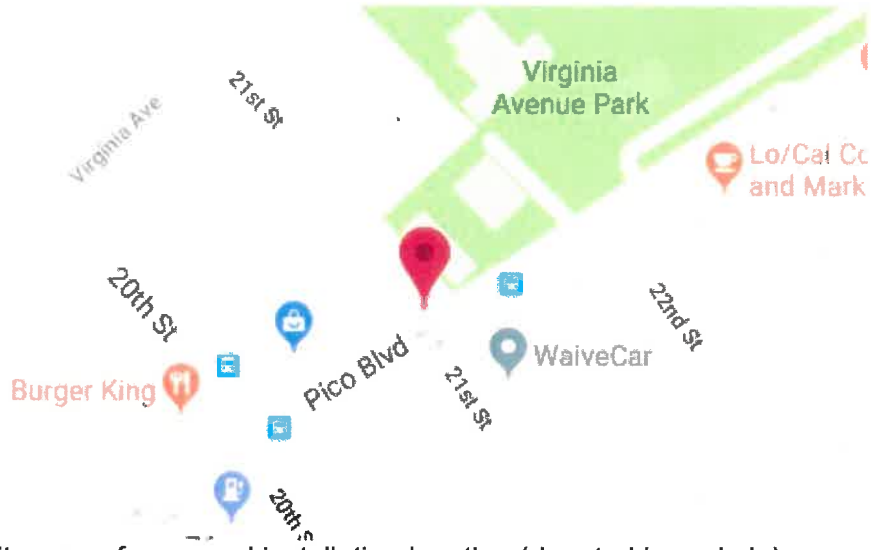 21st St
Virginia
Avenue Park
Virginia Ave
Lo/Cal Co
and Mark
20th St
22nd St
Pico Blvd
WaiveCar
Burger King
21st St
20th S